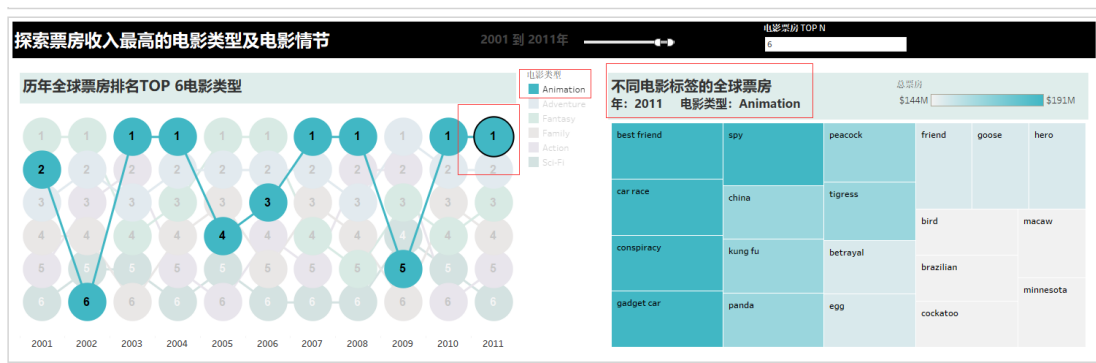 探索票房收入最高的电影类型及电影情节
2001 到 2011年
电影票房 TOP N
6
历年全球票房排名TOP 6电影类型
电影类型
Animation
Adventure
Fantasy
Family
Action
Sci-Fi
1 1 1 1 1 1 1 1 1 1 1
2 2 2 2 2 2 2 2 2 2 2
3 3 3 3 3 3 3 3 3 3 3
4 4 4 4 4 4 4 4 4 4 4
5 5 5 5 5 5 5 5 5 5 5
6 6 6 6 6 6 6 6 6 6 6
2001 2002 2003 2004 2005 2006 2007 2008 2009 2010 2011
不同电影标签的全球票房
年: 2011 电影类型: Animation
总票房
$144M $191M
best friend
car race
conspiracy
gadget car
spy
china
kung fu
panda
peacock
tigress
betrayal
egg
friend
goose
hero
bird
brazilian
cockatoo
macaw
minnesota